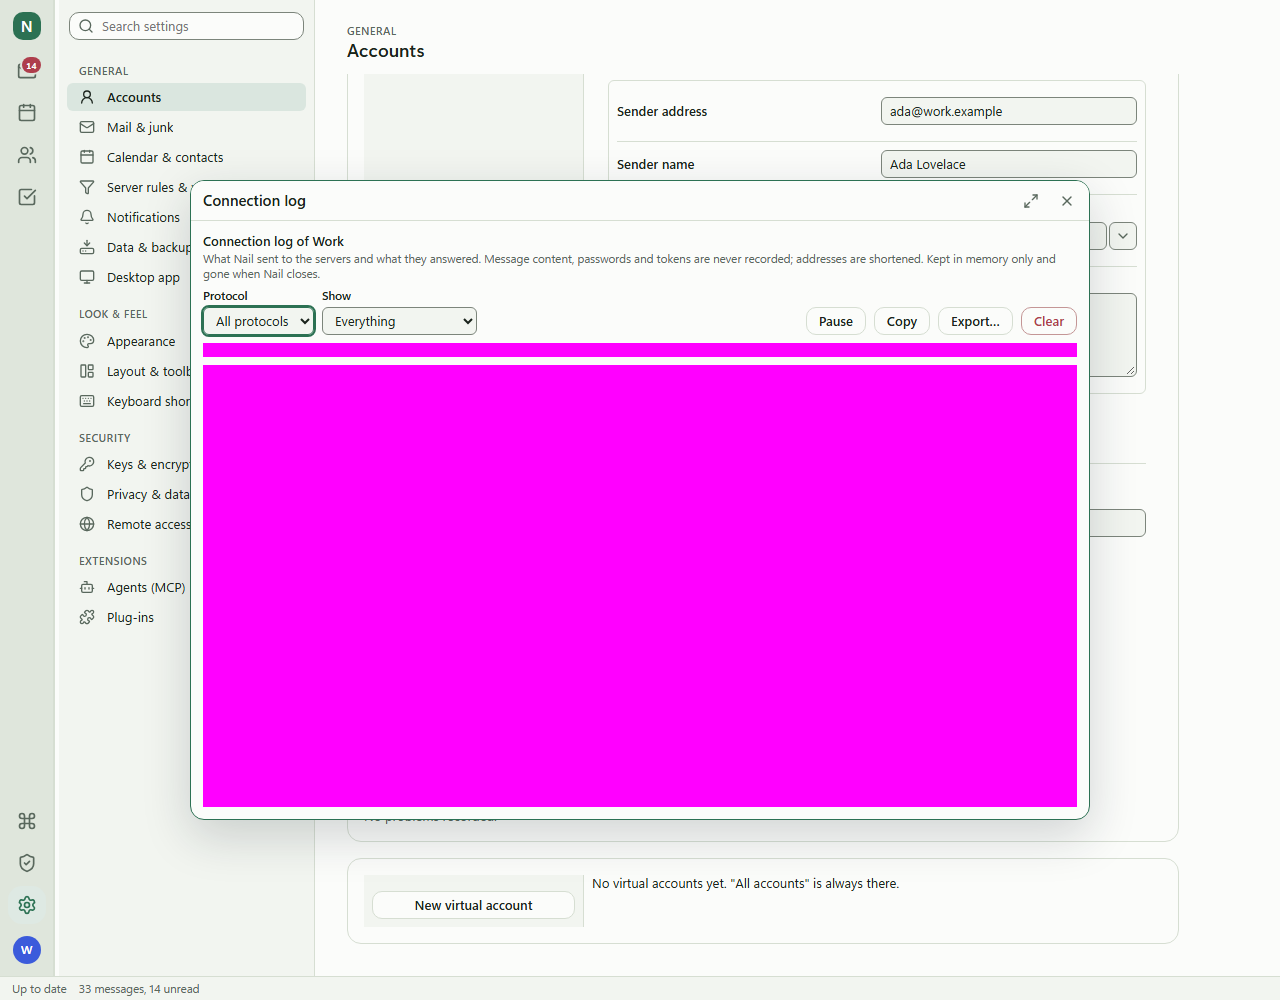 N
Search settings
14
GENERAL
Accounts
Mail & junk
Calendar & contacts
Server rules &
Notifications
Data & backup
Desktop app
LOOK & FEEL
Appearance
Layout & toolb
Keyboard shor
SECURITY
Keys & encryp
Privacy & data
Remote access
EXTENSIONS
Agents (MCP)
Plug-ins
W
GENERAL
Accounts
Sender address
ada@work.example
Sender name
Ada Lovelace
Connection log
Connection log of Work
What Nail sent to the servers and what they answered. Message content, passwords and tokens are never recorded; addresses are shortened. Kept in memory only and
gone when Nail closes.
Protocol
Show
All protocols
Everything
Pause
Copy
Export...
Clear
New virtual account
No virtual accounts yet. "All accounts" is always there.
Up to date
33 messages, 14 unread